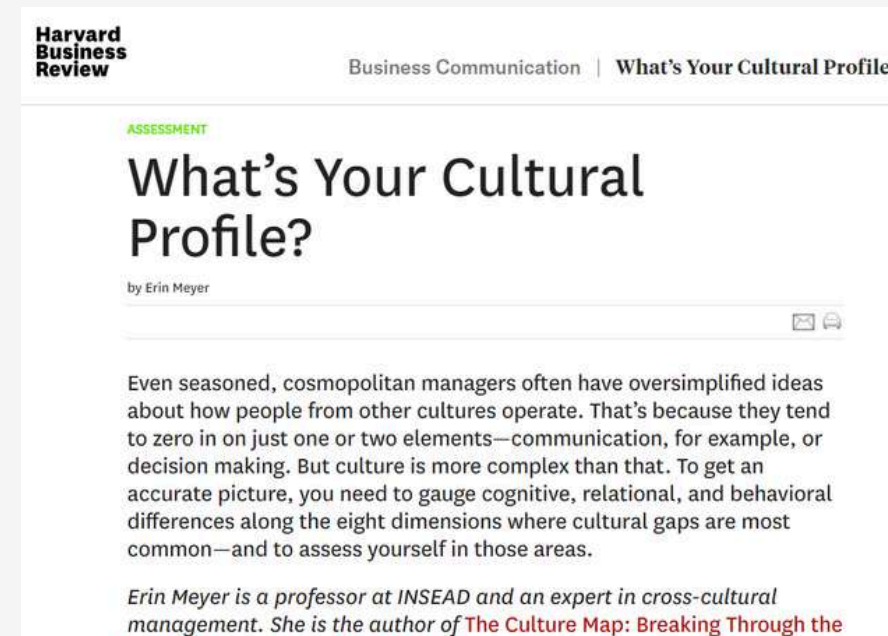 Harvard
Business
Review
Business Communication | What's Your Cultural Profile
ASSESSMENT
What's Your Cultural
Profile?
by Erin Meyer
Even seasoned, cosmopolitan managers often have oversimplified ideas
about how people from other cultures operate. That's because they tend
to zero in on just one or two elements—communication, for example, or
decision making. But culture is more complex than that. To get an
accurate picture, you need to gauge cognitive, relational, and behavioral
differences along the eight dimensions where cultural gaps are most
common—and to assess yourself in those areas.
Erin Meyer is a professor at INSEAD and an expert in cross-cultural
management. She is the author of The Culture Map: Breaking Through the